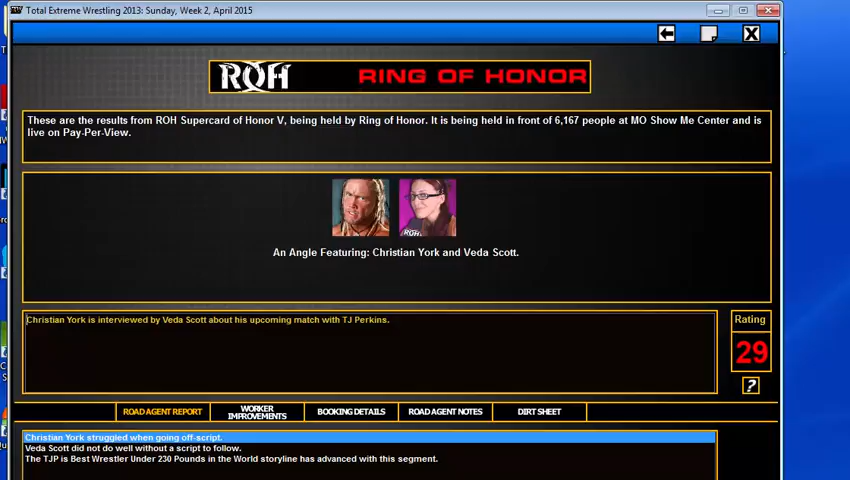 Total Extreme Wrestling 2013: Sunday, Week 2, April 2015
ROH RING OF HONOR
These are the results from ROH Supercard of Honor V, being held by Ring of Honor. It is being held in front of 6,167 people at MO Show Me Center and is
live on Pay-Per-View.
An Angle Featuring: Christian York and Veda Scott.
Christian York is interviewed by Veda Scott about his upcoming match with TJ Perkins.
Rating
29
?
ROAD AGENT REPORT
WORKER
IMPROVEMENTS
BOOKING DETAILS
ROAD AGENT NOTES
DIRT SHEET
Christian York struggled when going off-script.
Veda Scott did not do well without a script to follow.
The TJP is Best Wrestler Under 230 Pounds in the World storyline has advanced with this segment.